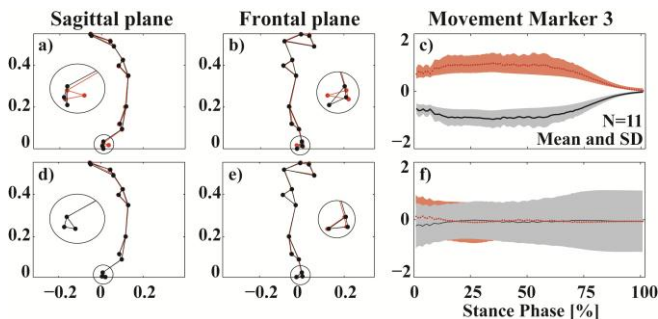 Sagittal plane Frontal plane Movement Marker 3
a) b) c)
0.4 2
0.2 0
0 N=11
Mean and SD
−2
d) e) f)
0.4 2
0.2 0
0 −2
−0.2 0 0.2 −0.2 0 0.2 0 25 50 75 100
Stance Phase [%]